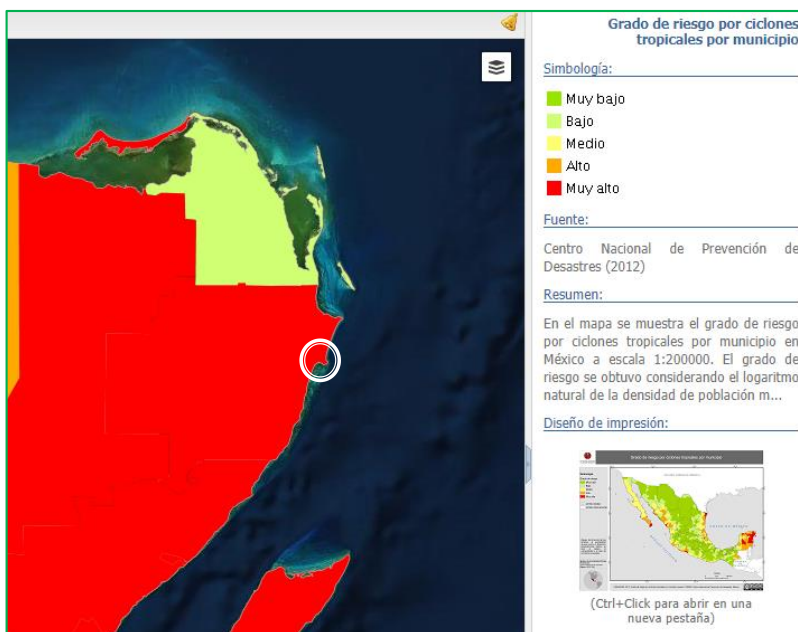 Grado de riesgo por ciclones
tropicales por municipio
Simbología:
Muy bajo
Bajo
Medio
Alto
Muy alto
Fuente:
Centro Nacional de Prevención de
Desastres (2012)
Resumen:
En el mapa se muestra el grado de riesgo
por ciclones tropicales por municipio en
México a escala 1:200000. El grado de
riesgo se obtuvo considerando el logaritmo
natural de la densidad de población m...
Diseño de impresión:
(Ctrl+Click para abrir en una
nueva pestaña)